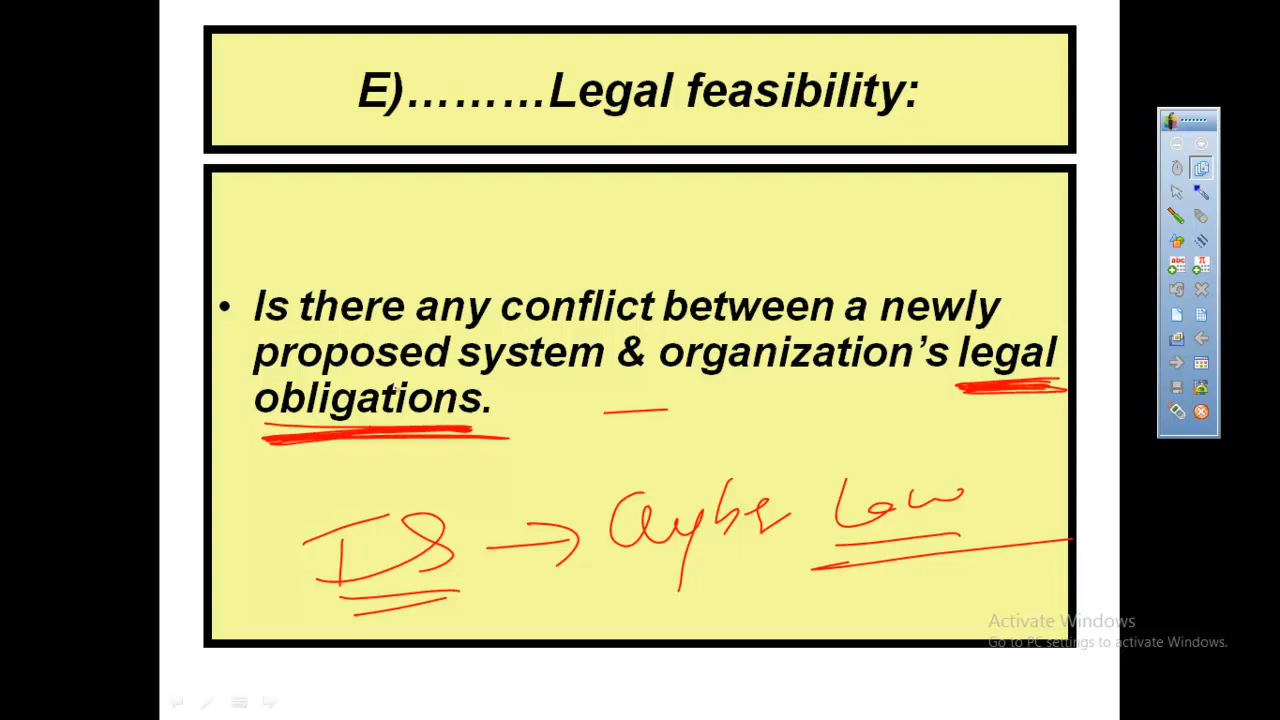 E)………Legal feasibility:
• Is there any conflict between a newly
proposed system & organization’s legal
obligations.
IS → Cyber Law
Activate Windows
Go to PC settings to activate Windows.
abc
π